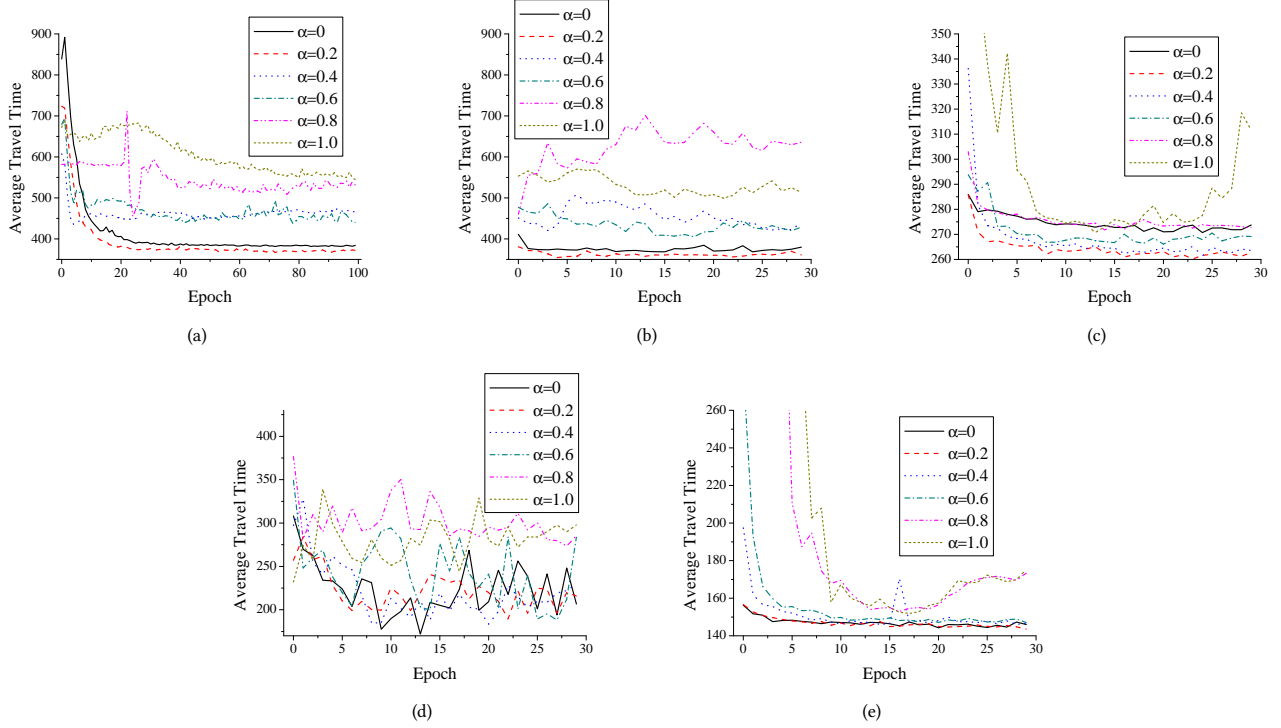 α=0
α=0.2
α=0.4
α=0.6
α=0.8
α=1.0
900
800
700
600
500
400
0 20 40 60 80 100
Average Travel Time
Epoch
(a)
α=0
α=0.2
α=0.4
α=0.6
α=0.8
α=1.0
900
800
700
600
500
400
0 5 10 15 20 25 30
Average Travel Time
Epoch
(b)
α=0
α=0.2
α=0.4
α=0.6
α=0.8
α=1.0
350
340
330
320
310
300
290
280
270
260
0 5 10 15 20 25 30
Average Travel Time
Epoch
(c)
α=0
α=0.2
α=0.4
α=0.6
α=0.8
α=1.0
400
350
300
250
200
0 5 10 15 20 25 30
Average Travel Time
Epoch
(d)
α=0
α=0.2
α=0.4
α=0.6
α=0.8
α=1.0
260
240
220
200
180
160
140
0 5 10 15 20 25 30
Average Travel Time
Epoch
(e)